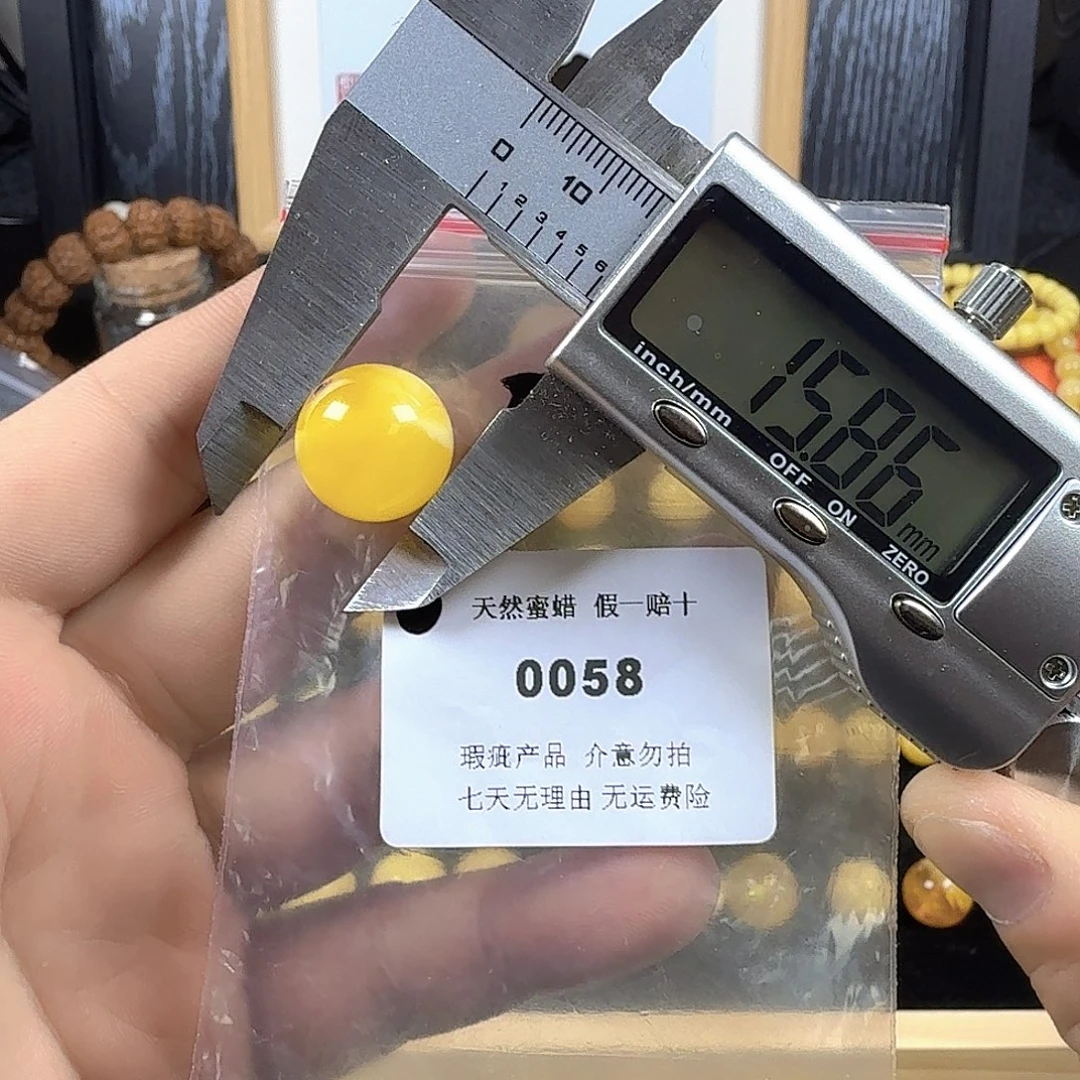 0 10
1 2 3 4 5 6
inch/mm
15.86 mm
OFF ON
ZERO
天然蜜蜡 假一赔十
0058
瑕疵产品 介意勿拍
七天无理由 无运费险